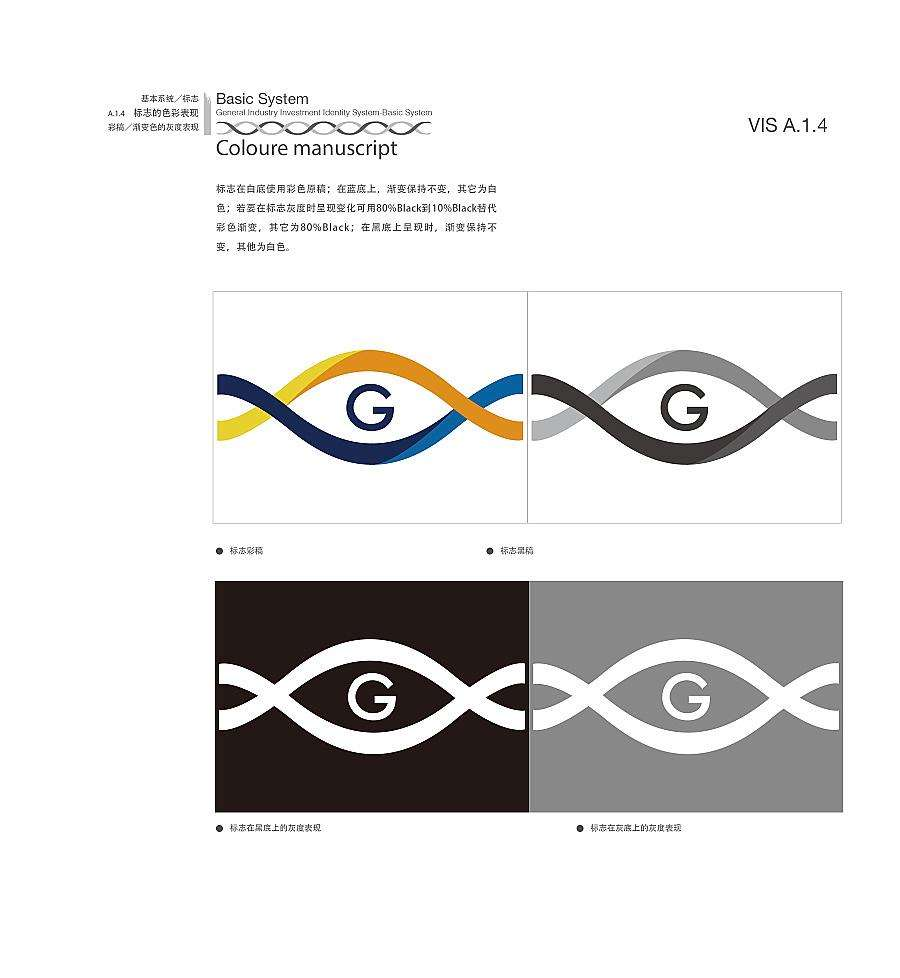 基本系统／标志
A.1.4 标志的色彩表现
彩稿／渐变色的灰度表现
Basic System
General Industry Investment Identity System-Basic System
Coloure manuscript
VIS A.1.4
标志在白底使用彩色原稿；在蓝底上，渐变保持不变，其它为白
色；若要在标志灰度时呈现变化可用80%Black到10%Black替代
彩色渐变，其它为80%Black；在黑底上呈现时，渐变保持不
变，其他为白色。
G
G
标志彩稿
标志黑稿
G
G
标志在黑底上的灰度表现
标志在灰底上的灰度表现